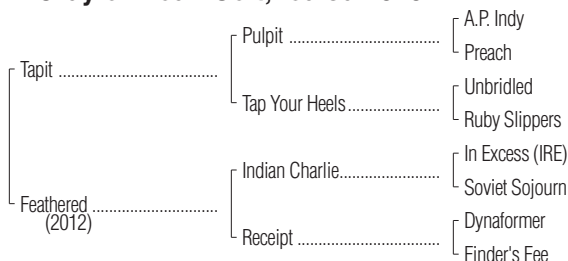 A.P. Indy
Pulpit
Preach
Tapit
Unbridled
Tap Your Heels
Ruby Slippers
In Excess (IRE)
Indian Charlie
Soviet Sojourn
Feathered
(2012)
Dynaformer
Receipt
Finder's Fee